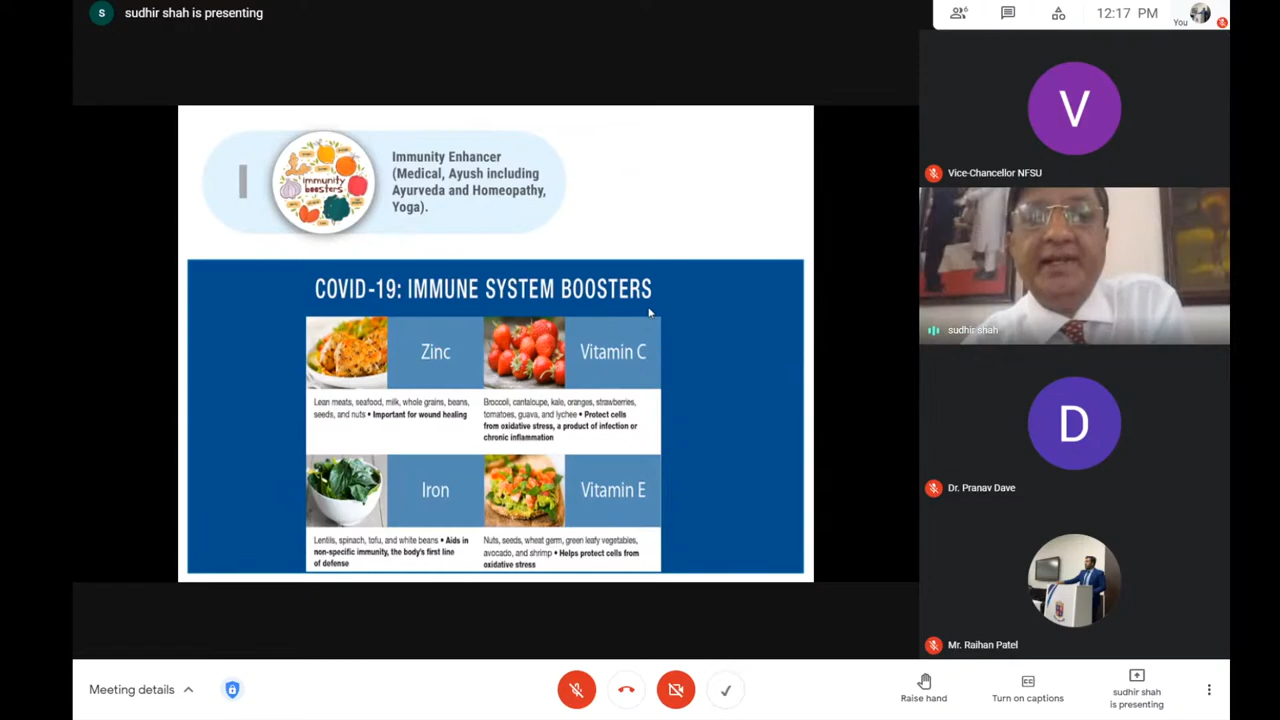 S
sudhir shah is presenting
6
12:17 PM
You
I
immunity
boosters
Immunity Enhancer
(Medical, Ayush including
Ayurveda and Homeopathy,
Yoga).
COVID-19: IMMUNE SYSTEM BOOSTERS
Zinc
Lean meats, seafood, milk, whole grains, beans,
seeds, and nuts • Important for wound healing
Vitamin C
Broccoli, cantaloupe, kale, oranges, strawberries,
tomatoes, guava, and lychee • Protect cells
from oxidative stress, a product of infection or
chronic inflammation
Iron
Lentils, spinach, tofu, and white beans • Aids in
non-specific immunity, the body's first line
of defense
Vitamin E
Nuts, seeds, wheat germ, green leafy vegetables,
avocado, and shrimp • Helps protect cells from
oxidative stress
V
Vice-Chancellor NFSU
sudhir shah
D
Dr. Pranav Dave
Mr. Raihan Patel
Meeting details
Raise hand
Turn on captions
sudhir shah
is presenting